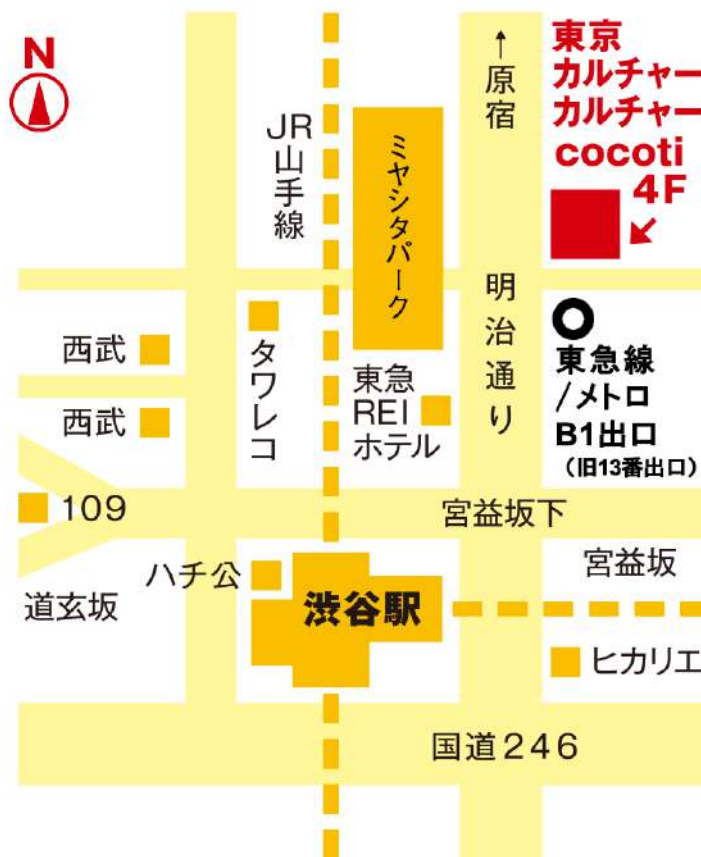 N
↑原宿
東京
カルチャー
カルチャー
cocoti
4F
JR山手線
ミヤシタパーク
明治通り
西武
タワレコ
東急
REI
ホテル
東急線
/メトロ
B1出口
(旧13番出口)
西武
109
宮益坂下
ハチ公
宮益坂
道玄坂
渋谷駅
ヒカリエ
国道246